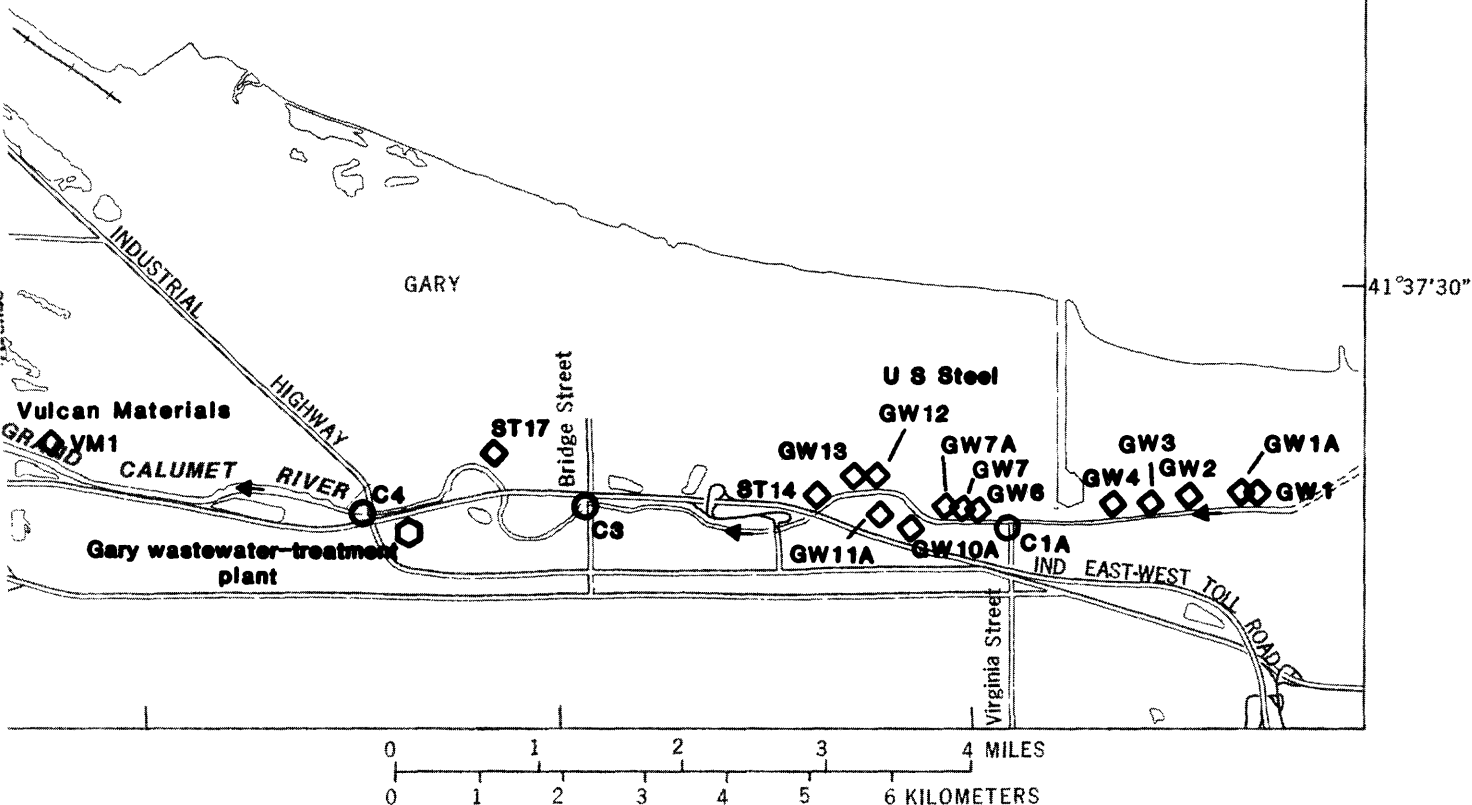 41°37'30"
INDUSTRIAL
GARY
HIGHWAY
Bridge Street
U S Steel
Vulcan Materials
VM1
GRAND
CALUMET
RIVER
C4
ST17
GW13
GW12
GW7A
GW7
GW6
GW3
GW4
GW2
GW1A
GW1
ST14
C3
GW11A
GW10A
C1A
Gary wastewater-treatment
plant
IND EAST-WEST TOLL ROAD
Virginia Street
0 1 2 3 4 MILES
0 1 2 3 4 5 6 KILOMETERS